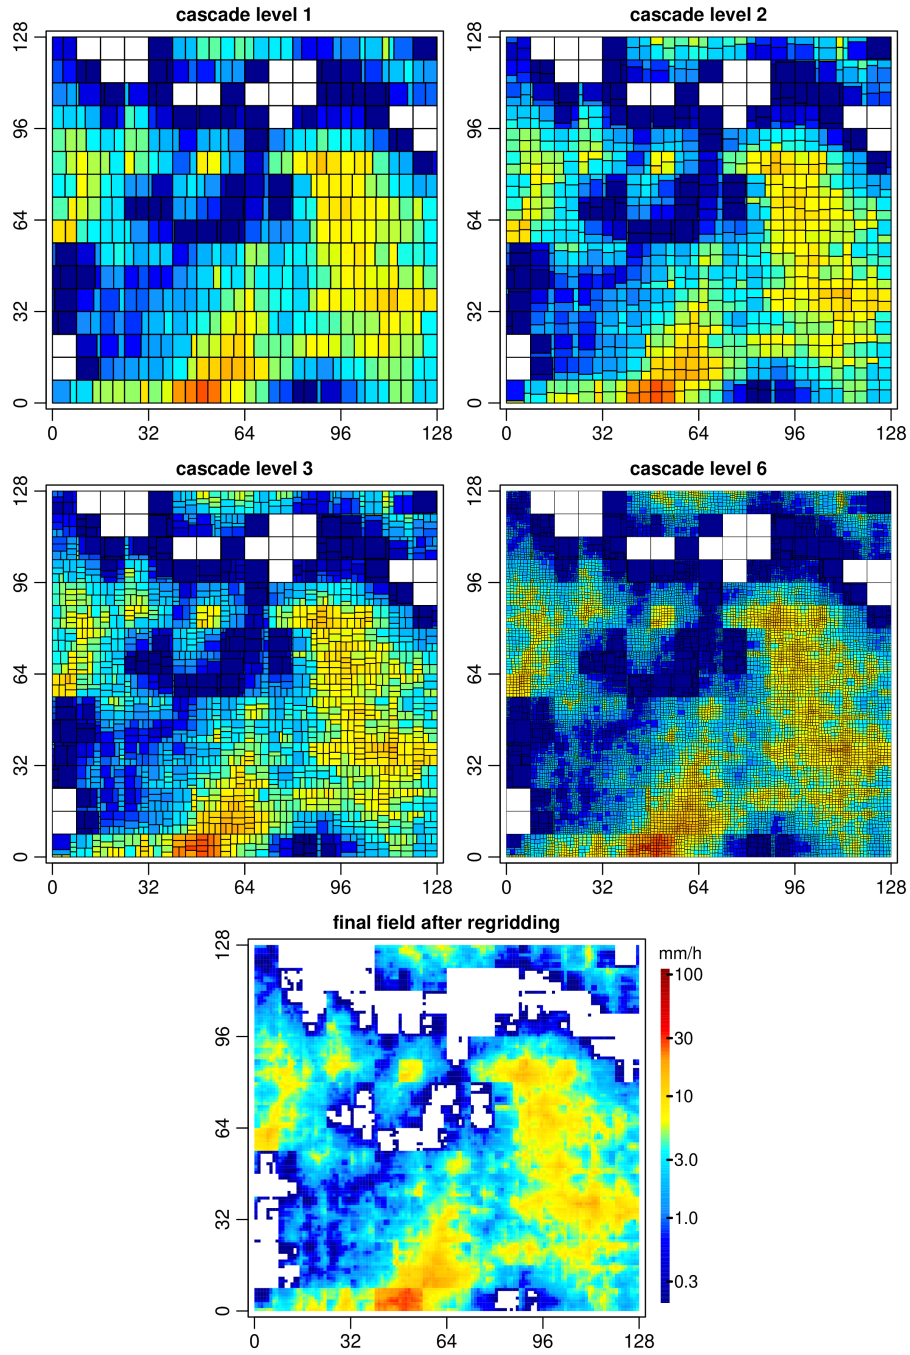 cascade level 1
cascade level 2
128
96
64
32
0
0 32 64 96 128
128
96
64
32
0
0 32 64 96 128
cascade level 3
cascade level 6
128
96
64
32
0
0 32 64 96 128
128
96
64
32
0
0 32 64 96 128
final field after regridding
128
96
64
32
0
0 32 64 96 128
mm/h
100
30
10
3.0
1.0
0.3